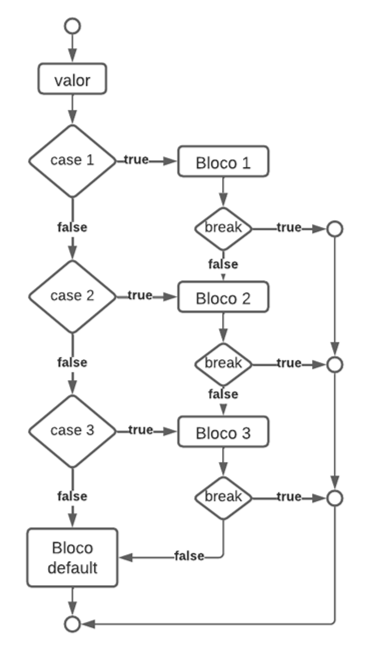 valor
case 1
true
Bloco 1
false
break
true
false
case 2
true
Bloco 2
false
break
true
false
case 3
true
Bloco 3
false
break
true
Bloco
default
false